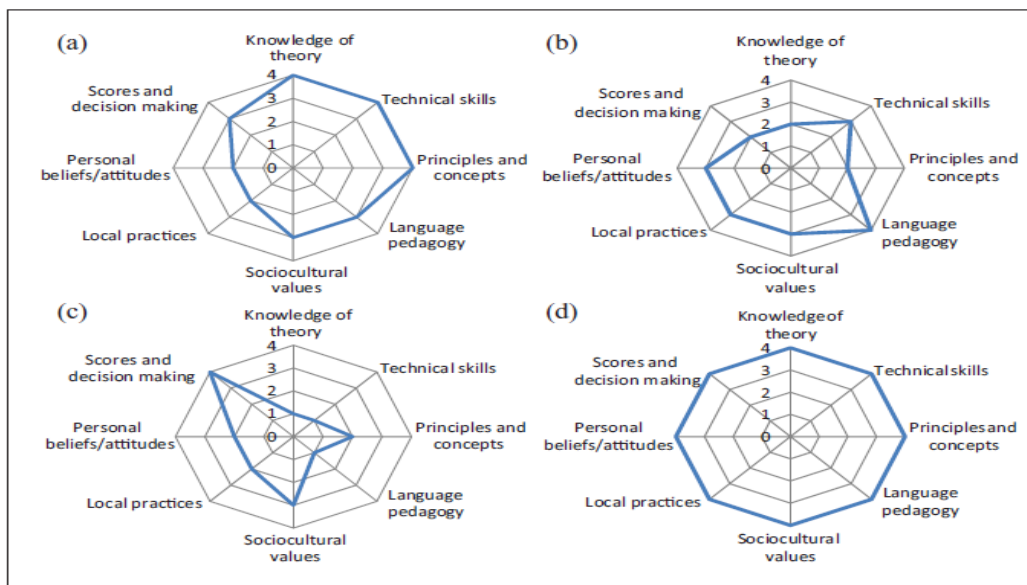 (a)
Knowledge of
theory
4
3
2
1
0
Technical skills
Principles and
concepts
Language
pedagogy
Sociocultural
values
Local practices
Personal
beliefs/attitudes
Scores and
decision making
(b)
Knowledge of
theory
4
3
2
1
0
Technical skills
Principles and
concepts
Language
pedagogy
Sociocultural
values
Local practices
Personal
beliefs/attitudes
Scores and
decision making
(c)
Knowledge of
theory
4
3
2
1
0
Technical skills
Principles and
concepts
Language
pedagogy
Sociocultural
values
Local practices
Personal
beliefs/attitudes
Scores and
decision making
(d)
Knowledge of
theory
4
3
2
1
0
Technical skills
Principles and
concepts
Language
pedagogy
Sociocultural
values
Local practices
Personal
beliefs/attitudes
Scores and
decision making